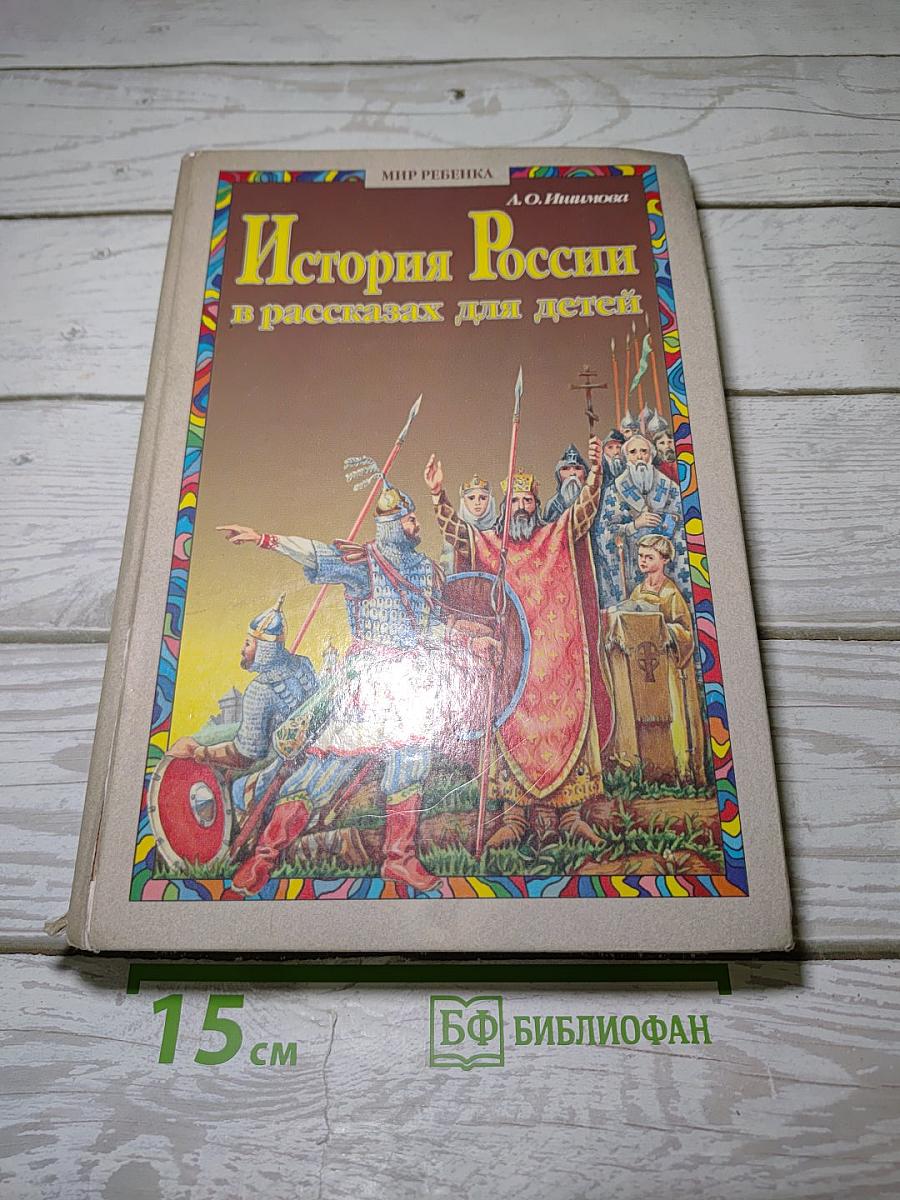 МИР РЕБЕНКА
А. О. Ишимова
История России
в рассказах для детей
15 см
БФ БИБЛИОФАН